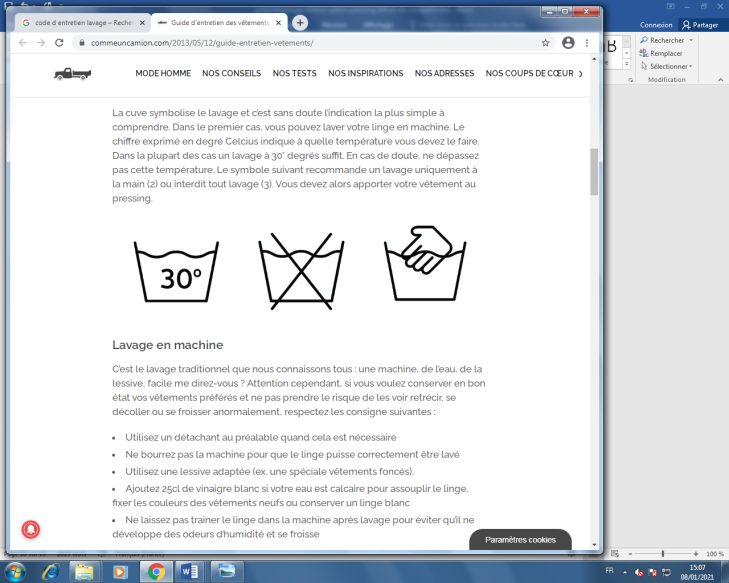 code d entretien lavage – Reche
Guide d'entretien des vêtements
Connexion
Partager
commeuncamion.com/2013/05/12/guide-entretien-vetements/
Rechercher
Remplacer
Sélectionner
Modification
MODE HOMME NOS CONSEILS NOS TESTS NOS INSPIRATIONS NOS ADRESSES NOS COUPS DE CŒUR
La cuve symbolise le lavage et c'est sans doute l'indication la plus simple à
comprendre. Dans le premier cas, vous pouvez laver votre linge en machine. Le
chiffre exprimé en degré Celcius indique à quelle température vous devez le faire.
Dans la plupart des cas un lavage à 30° degrés suffit. En cas de doute, ne dépassez
pas cette température. Le symbole suivant recommande un lavage uniquement à
la main (2) ou interdit tout lavage (3). Vous devez alors apporter votre vêtement au
pressing.
30°
Lavage en machine
C'est le lavage traditionnel que nous connaissons tous : une machine, de l'eau, de la
lessive, facile me direz-vous ? Attention cependant, si vous voulez conserver en bon
état vos vêtements préférés et ne pas prendre le risque de les voir rétrécir, se
décoller ou se froisser anormalement, respectez les consigne suivantes :
• Utilisez un détachant au préalable quand cela est nécessaire
• Ne bourrez pas la machine pour que le linge puisse correctement être lavé
• Utilisez une lessive adaptée (ex. une spéciale vêtements foncés).
• Ajoutez 25cl de vinaigre blanc si votre eau est calcaire pour assouplir le linge,
fixer les couleurs des vêtements neufs ou conserver un linge blanc
• Ne laissez pas trainer le linge dans la machine après lavage pour éviter qu'il ne
développe des odeurs d'humidité et se froisse
Paramètres cookies
100 %
FR
15:07
08/01/2021